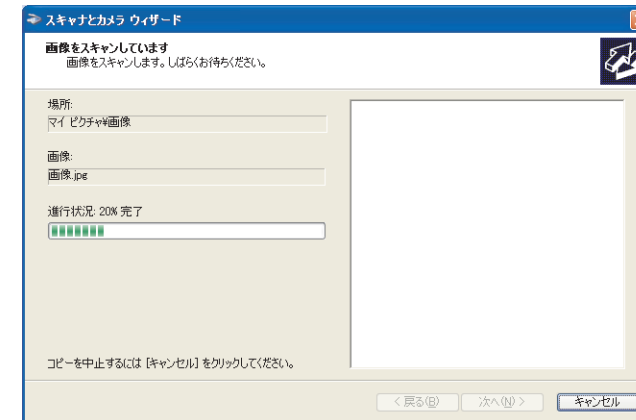 スキャナとカメラ ウィザード
画像をスキャンしています
画像をスキャンします。しばらくお待ちください。
場所:
マイ ピクチャ¥画像
画像:
画像.jpg
進行状況: 20% 完了
コピーを中止するには [キャンセル] をクリックしてください。
< 戻る(B)
次へ(N) >
キャンセル